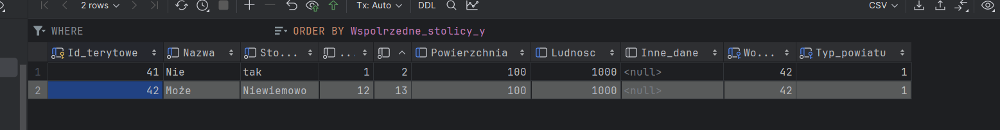 2 rows Tx: Auto DDL CSV
WHERE ORDER BY Wspolrzedne_stolicy_y
Id_terytowe Nazwa Sto... ... Powierzchnia Ludnosc Inne_dane Wo... Typ_powiatu
1 41 Nie tak 1 2 100 1000 <null> 42 1
2 42 Może Niewiemowo 12 13 100 1000 <null> 42 1